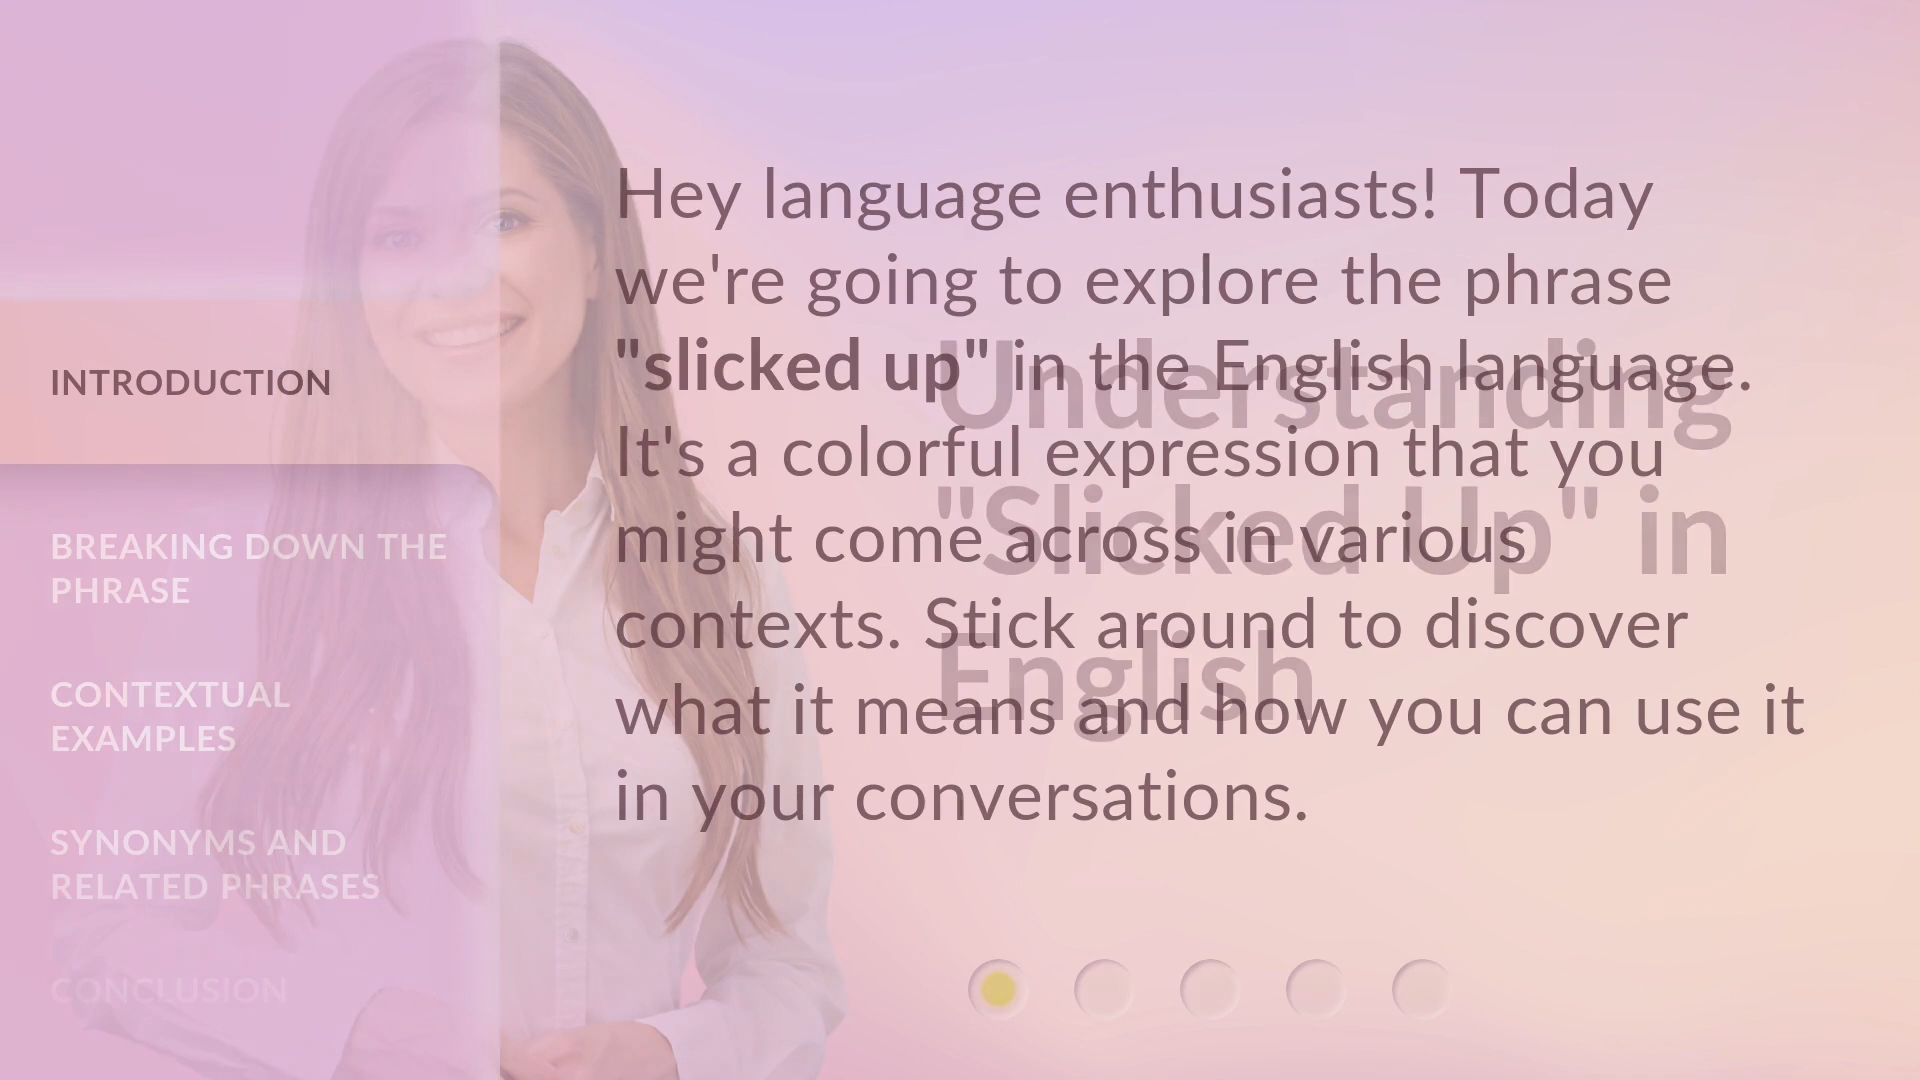 INTRODUCTION
BREAKING DOWN THE
PHRASE
CONTEXTUAL
EXAMPLES
SYNONYMS AND
RELATED PHRASES
CONCLUSION
Hey language enthusiasts! Today
we're going to explore the phrase
"slicked up" in the English language.
It's a colorful expression that you
might come across in various
contexts. Stick around to discover
what it means and how you can use it
in your conversations.
Understanding
"Slicked Up" in
English